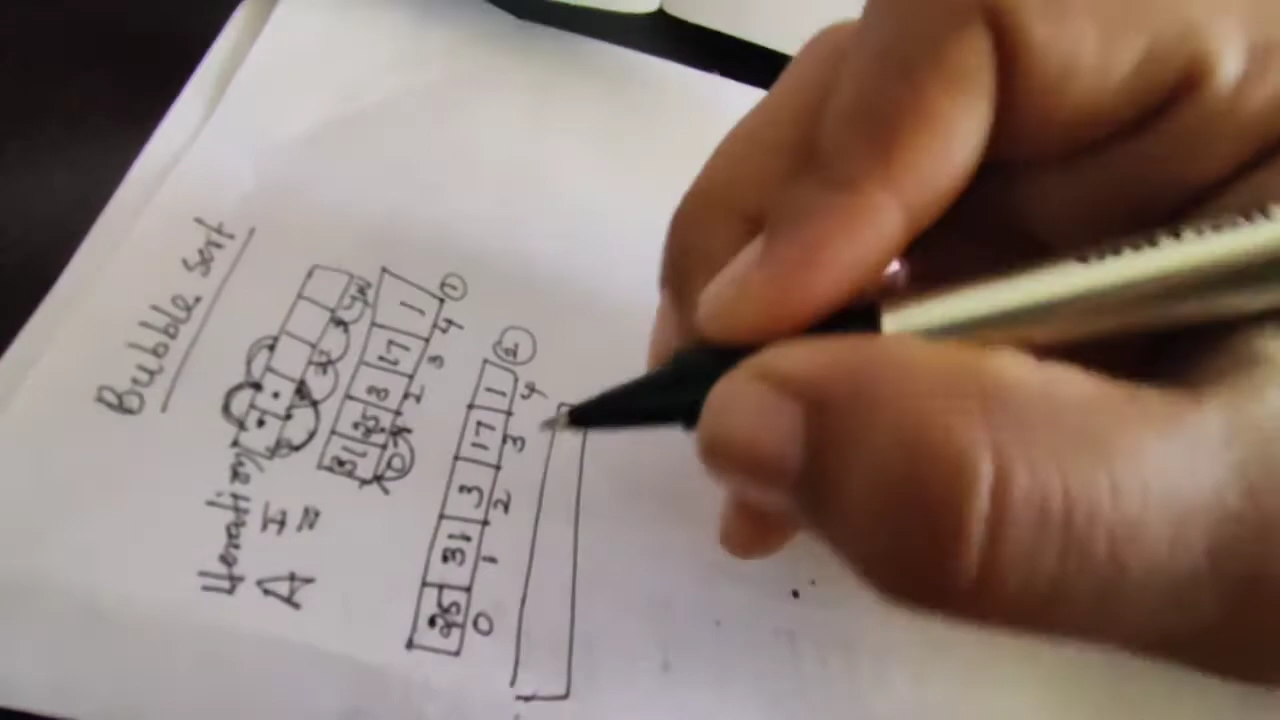 Bubble sort
Iteration
A I =
31 25 3 17 1
0 1 2 3 4 ①
25 31 3 17 1
0 1 2 3 4 ②